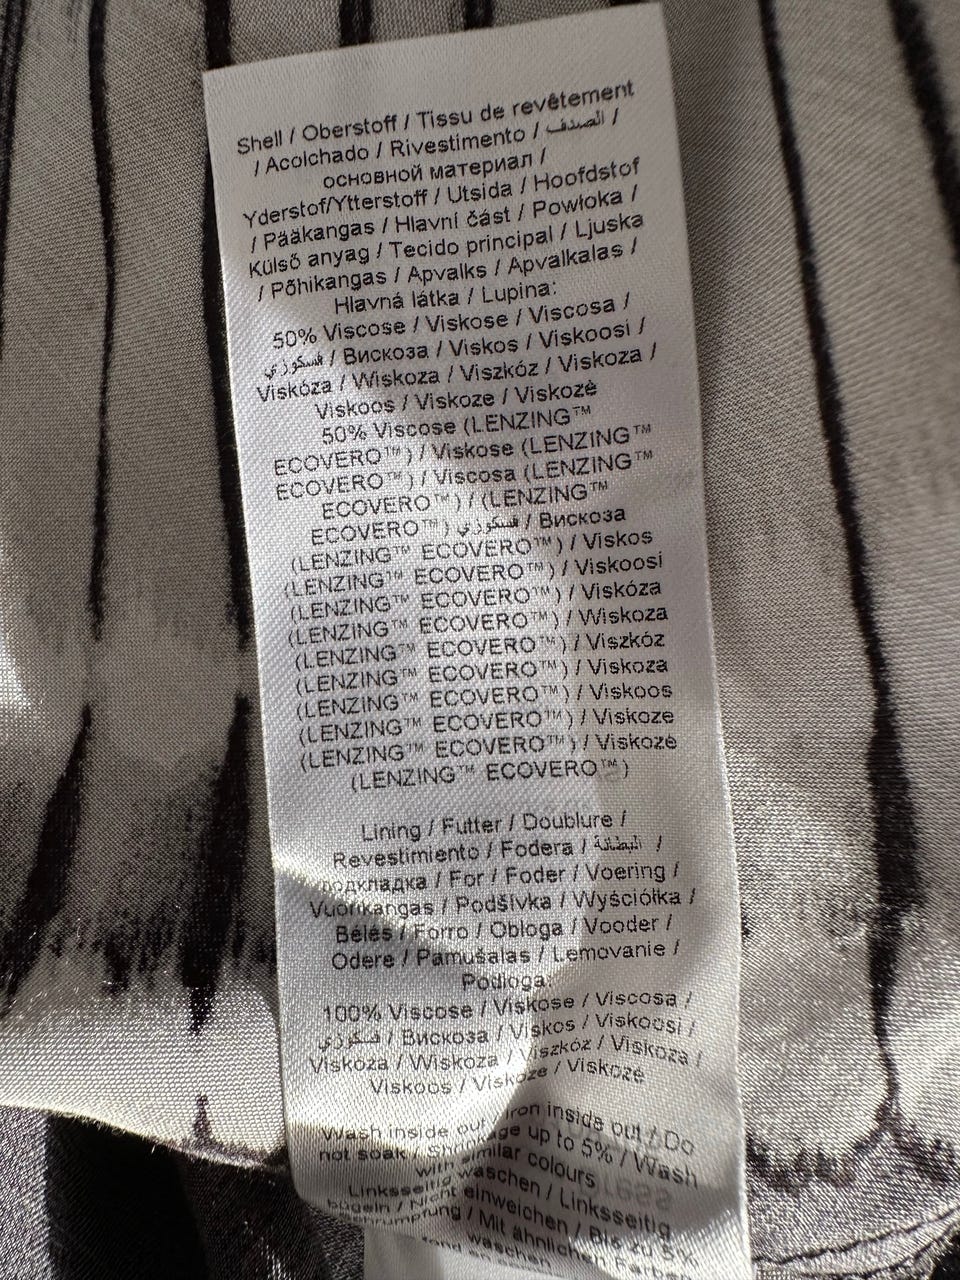 Shell / Oberstoff / Tissu de revêtement
/ Acolchado / Rivestimento / الصدف /
основной материал /
Yderstof/Ytterstoff / Utsida / Hoofdstof
/ Pääkangas / Hlavní část / Powłoka /
Külső anyag / Tecido principal / Ljuska
/ Põhikangas / Apvalks / Apvalkalas /
Hlavná látka / Lupina:
50% Viscose / Viskose / Viscosa /
فسكوزي / Вискоза / Viskos / Viskoosi /
Viskóza / Wiskoza / Viszkóz / Viskoza /
Viskoos / Viskoze / Viskozė
50% Viscose (LENZING™
ECOVERO™) / Viskose (LENZING™
ECOVERO™) / Viscosa (LENZING™
ECOVERO™) / (LENZING™
ECOVERO™) فسكوزي / Вискоза
(LENZING™ ECOVERO™) / Viskos
(LENZING™ ECOVERO™) / Viskoosi
(LENZING™ ECOVERO™) / Viskóza
(LENZING™ ECOVERO™) / Wiskoza
(LENZING™ ECOVERO™) / Viszkóz
(LENZING™ ECOVERO™) / Viskoza
(LENZING™ ECOVERO™) / Viskoos
(LENZING™ ECOVERO™) / Viskoze
(LENZING™ ECOVERO™) / Viskozė
(LENZING™ ECOVERO™)
Lining / Futter / Doublure /
Revestimiento / Fodera / البطانة /
подкладка / For / Foder / Voering /
Vuorikangas / Podšívka / Wyściółka /
Bélés / Forro / Obloga / Vooder /
Odere / Pamušalas / Lemovanie /
Podloga:
100% Viscose / Viskose / Viscosa /
فسكوزي / Вискоза / Viskos / Viskoosi /
Viskóza / Wiskoza / Viszkóz / Viskoza /
Viskoos / Viskoze / Viskozė
Wash inside out / Iron inside out / Do
not soak / Shrinkage up to 5% / Wash
with similar colours
Linksseitig waschen / Linksseitig
bügeln / Nicht einweichen / Bis zu 5%
Mit ähnlichen Farben
waschen